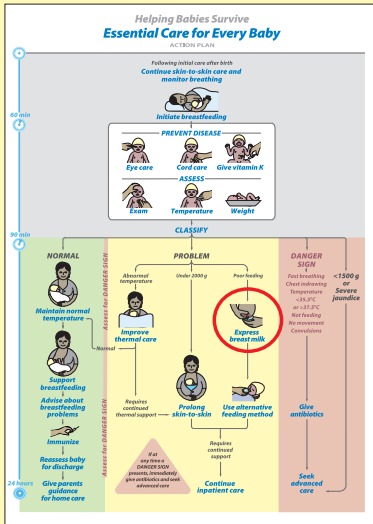 Helping Babies Survive
Essential Care for Every Baby
ACTION PLAN
Following initial care after birth
Continue skin-to-skin care and
monitor breathing
60 min
Initiate breastfeeding
PREVENT DISEASE
Eye care
Cord care
Give vitamin K
ASSESS
Exam
Temperature
Weight
90 min
CLASSIFY
NORMAL
Assess for DANGER SIGN
PROBLEM
DANGER
SIGN
<1500 g
or
Severe
jaundice
Abnormal
temperature
Under 2000 g
Poor feeding
Fast breathing
Chest indrawing
Temperature
<35.5°C
or >37.5°C
Not feeding
No movement
Convulsions
Maintain normal
temperature
Improve
thermal care
Express
breast milk
Normal
Support
breastfeeding
Advise about
breastfeeding
problems
Assess for DANGER SIGN
Requires
continued
thermal support
Prolong
skin-to-skin
Use alternative
feeding method
Give
antibiotics
Immunize
Reassess baby
for discharge
If at
any time a
DANGER SIGN
presents, immediately
give antibiotics and seek
advanced care
Requires
continued
support
24 hours
Give parents
guidance
for home care
Continue
inpatient care
Seek
advanced
care